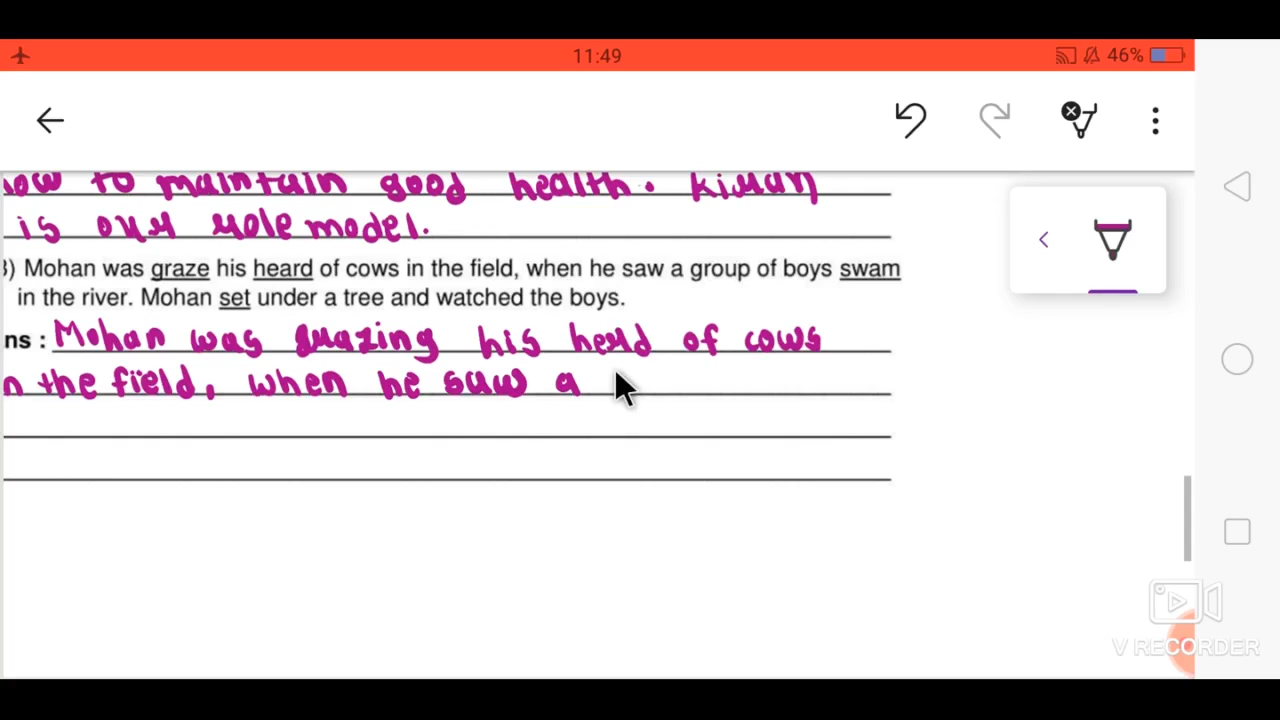 11:49
46%
how to maintain good health. Kiran
is our role model.
3) Mohan was graze his heard of cows in the field, when he saw a group of boys swam
in the river. Mohan set under a tree and watched the boys.
ns : Mohan was grazing his herd of cows
n the field, when he saw a
V RECORDER